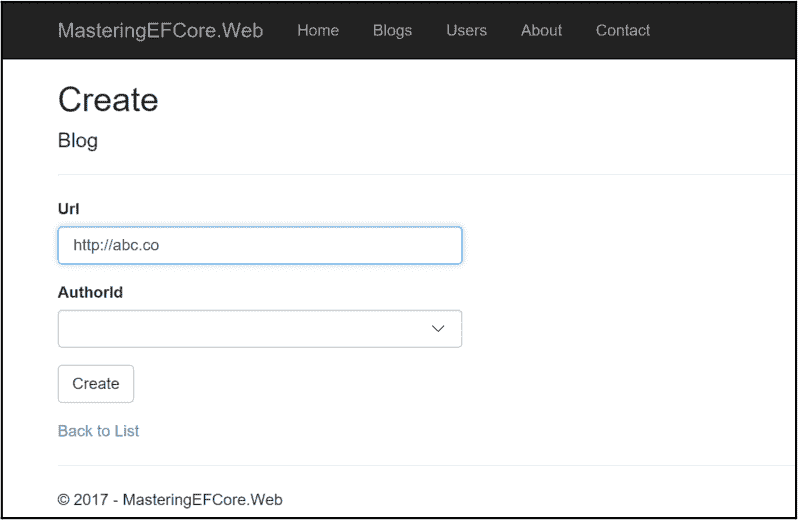 MasteringEFCore.Web Home Blogs Users About Contact
Create
Blog
Url
http://abc.co
AuthorId
Create
Back to List
© 2017 - MasteringEFCore.Web